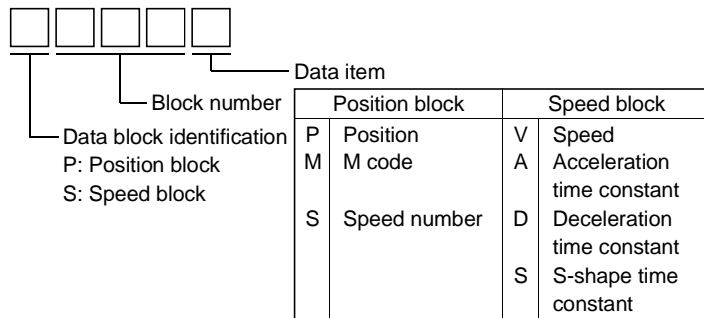 Data item
Block number
Position block Speed block
Data block identification
P Position V Speed
P: Position block
M M code A Acceleration
time constant
S: Speed block
S Speed number D Deceleration
time constant
S S-shape time
constant